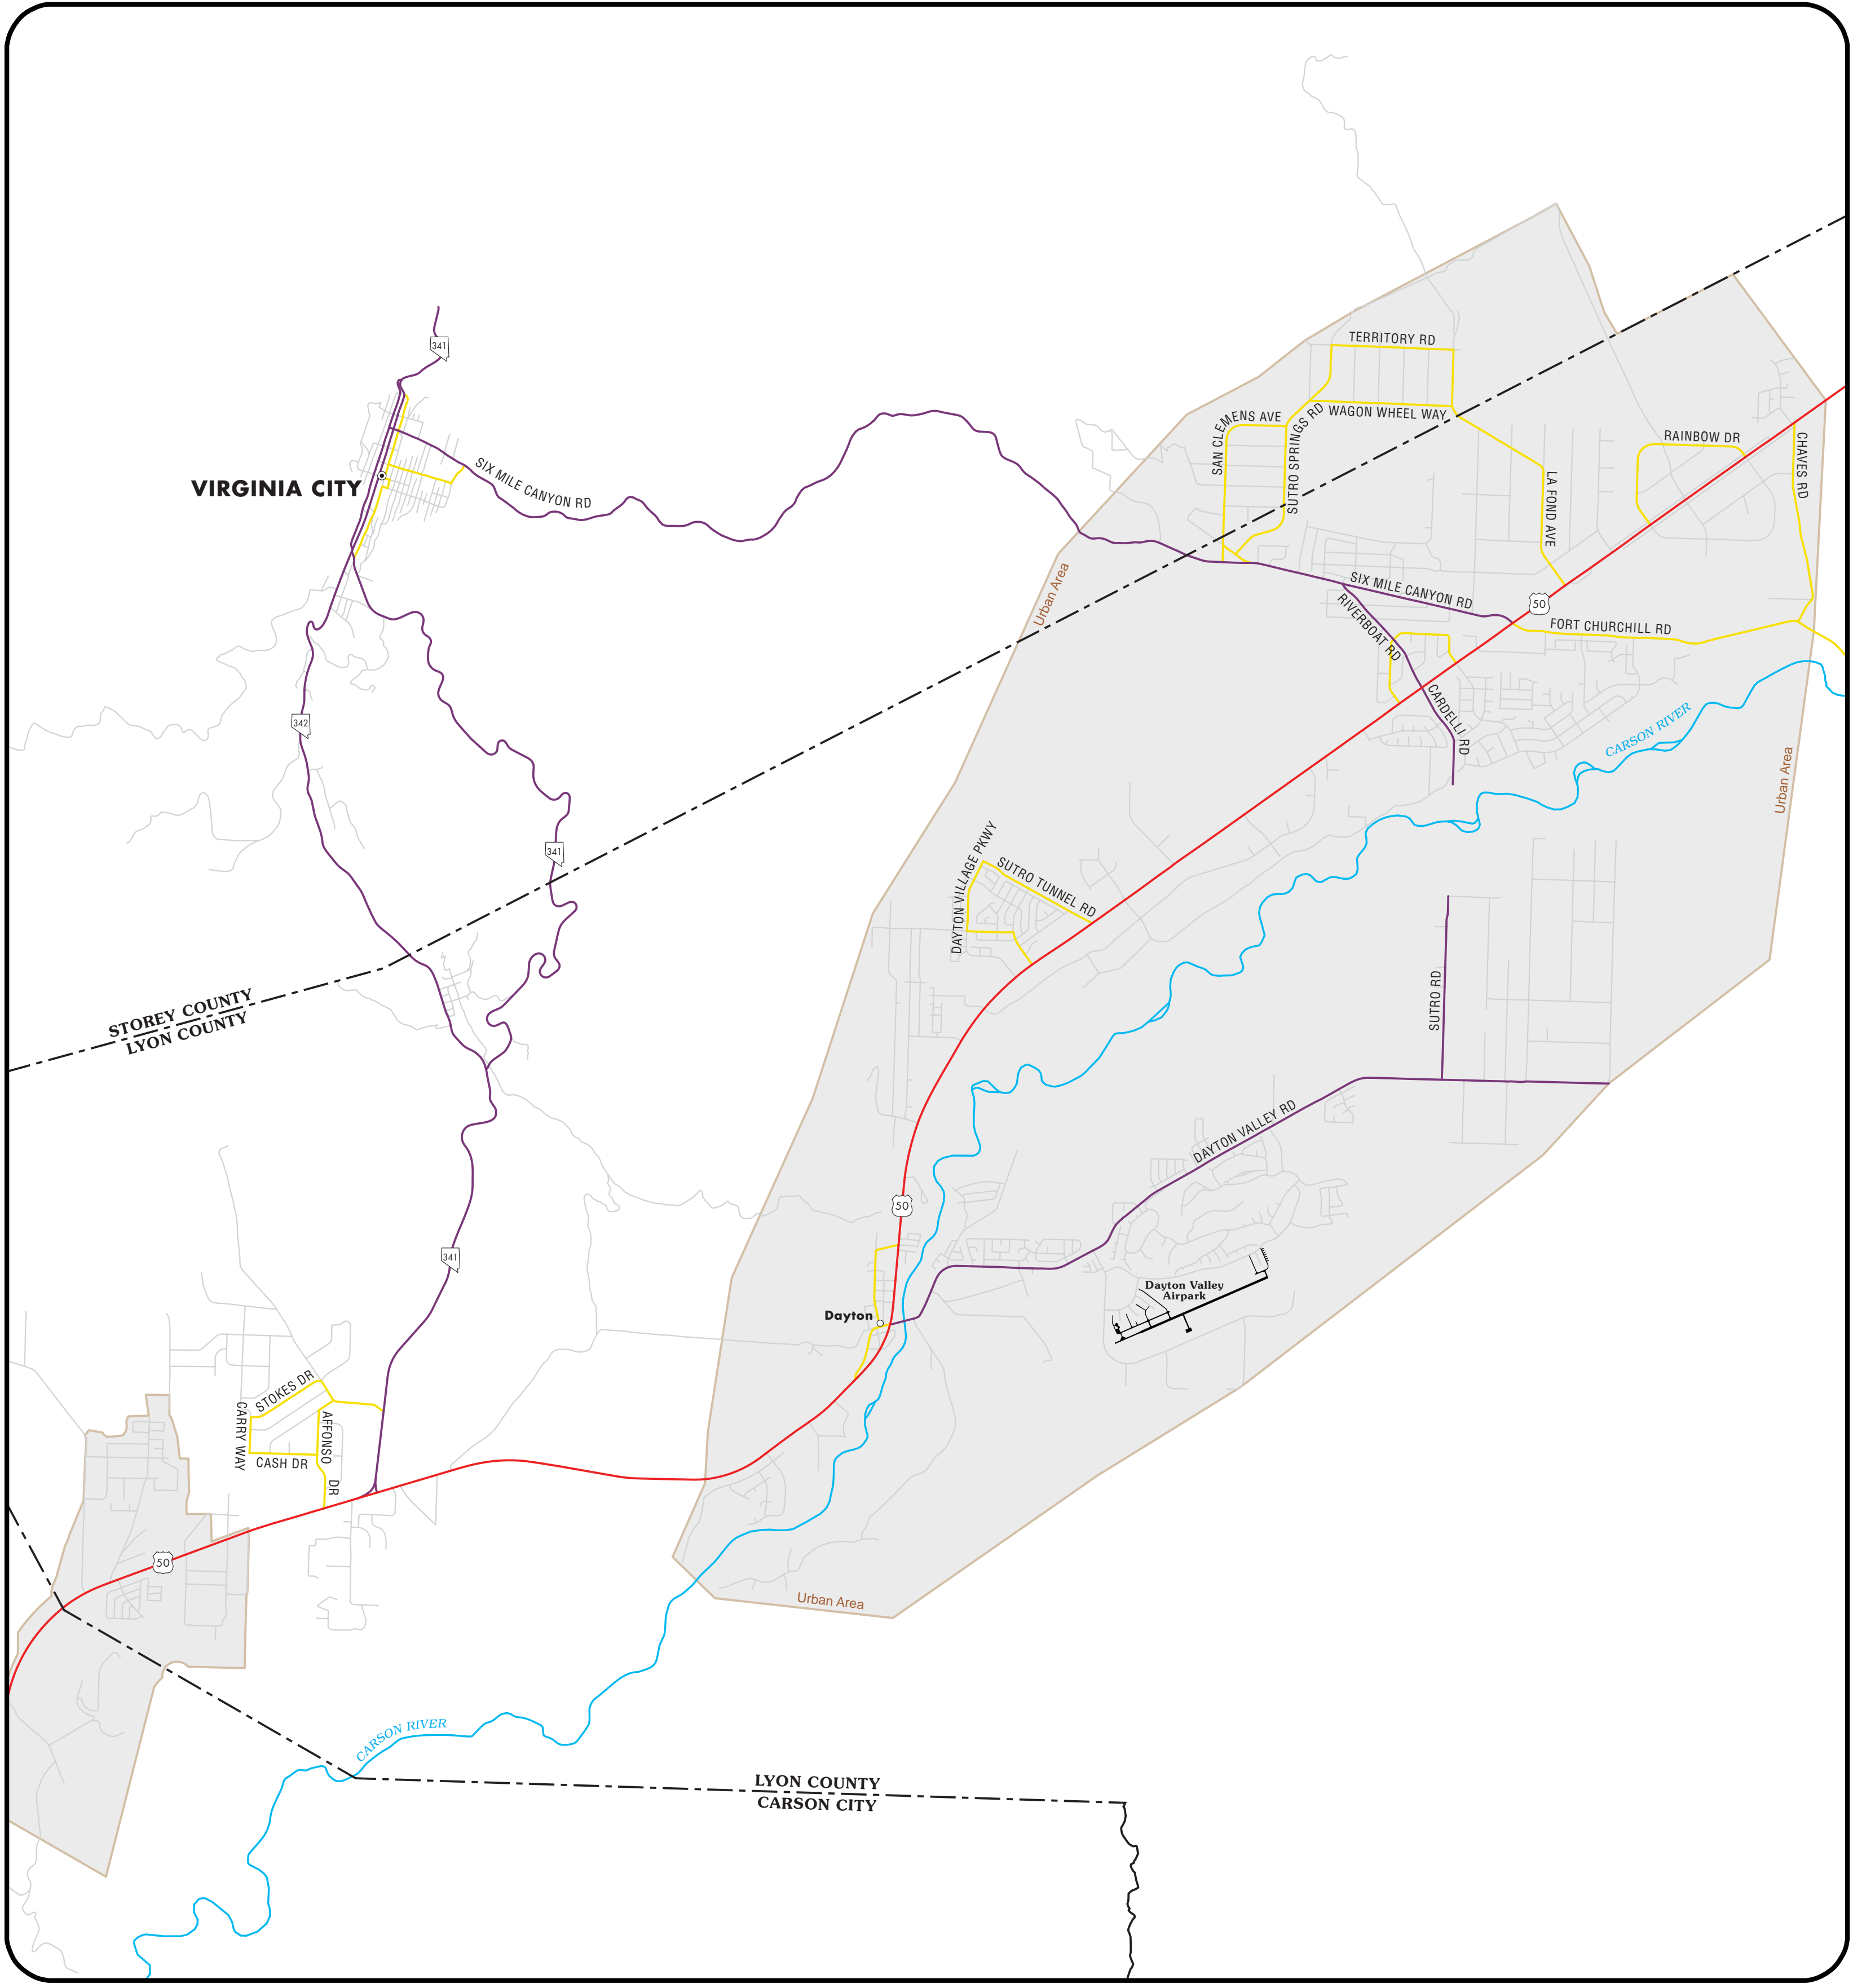 341
TERRITORY RD
WAGON WHEEL WAY
SAN CLEMENS AVE
SUTRO SPRINGS RD
RAINBOW DR
CHAVES RD
LA FOND AVE
VIRGINIA CITY
SIX MILE CANYON RD
Urban Area
SIX MILE CANYON RD
50
RIVERBOAT RD
FORT CHURCHILL RD
CARDELLI RD
CARSON RIVER
342
Urban Area
341
DAYTON VILLAGE PKWY
SUTRO TUNNEL RD
SUTRO RD
STOREY COUNTY
LYON COUNTY
DAYTON VALLEY RD
50
341
Dayton Valley
Airpark
Dayton
STOKES DR
CARRY WAY
AFFONSO DR
CASH DR
50
Urban Area
CARSON RIVER
LYON COUNTY
CARSON CITY